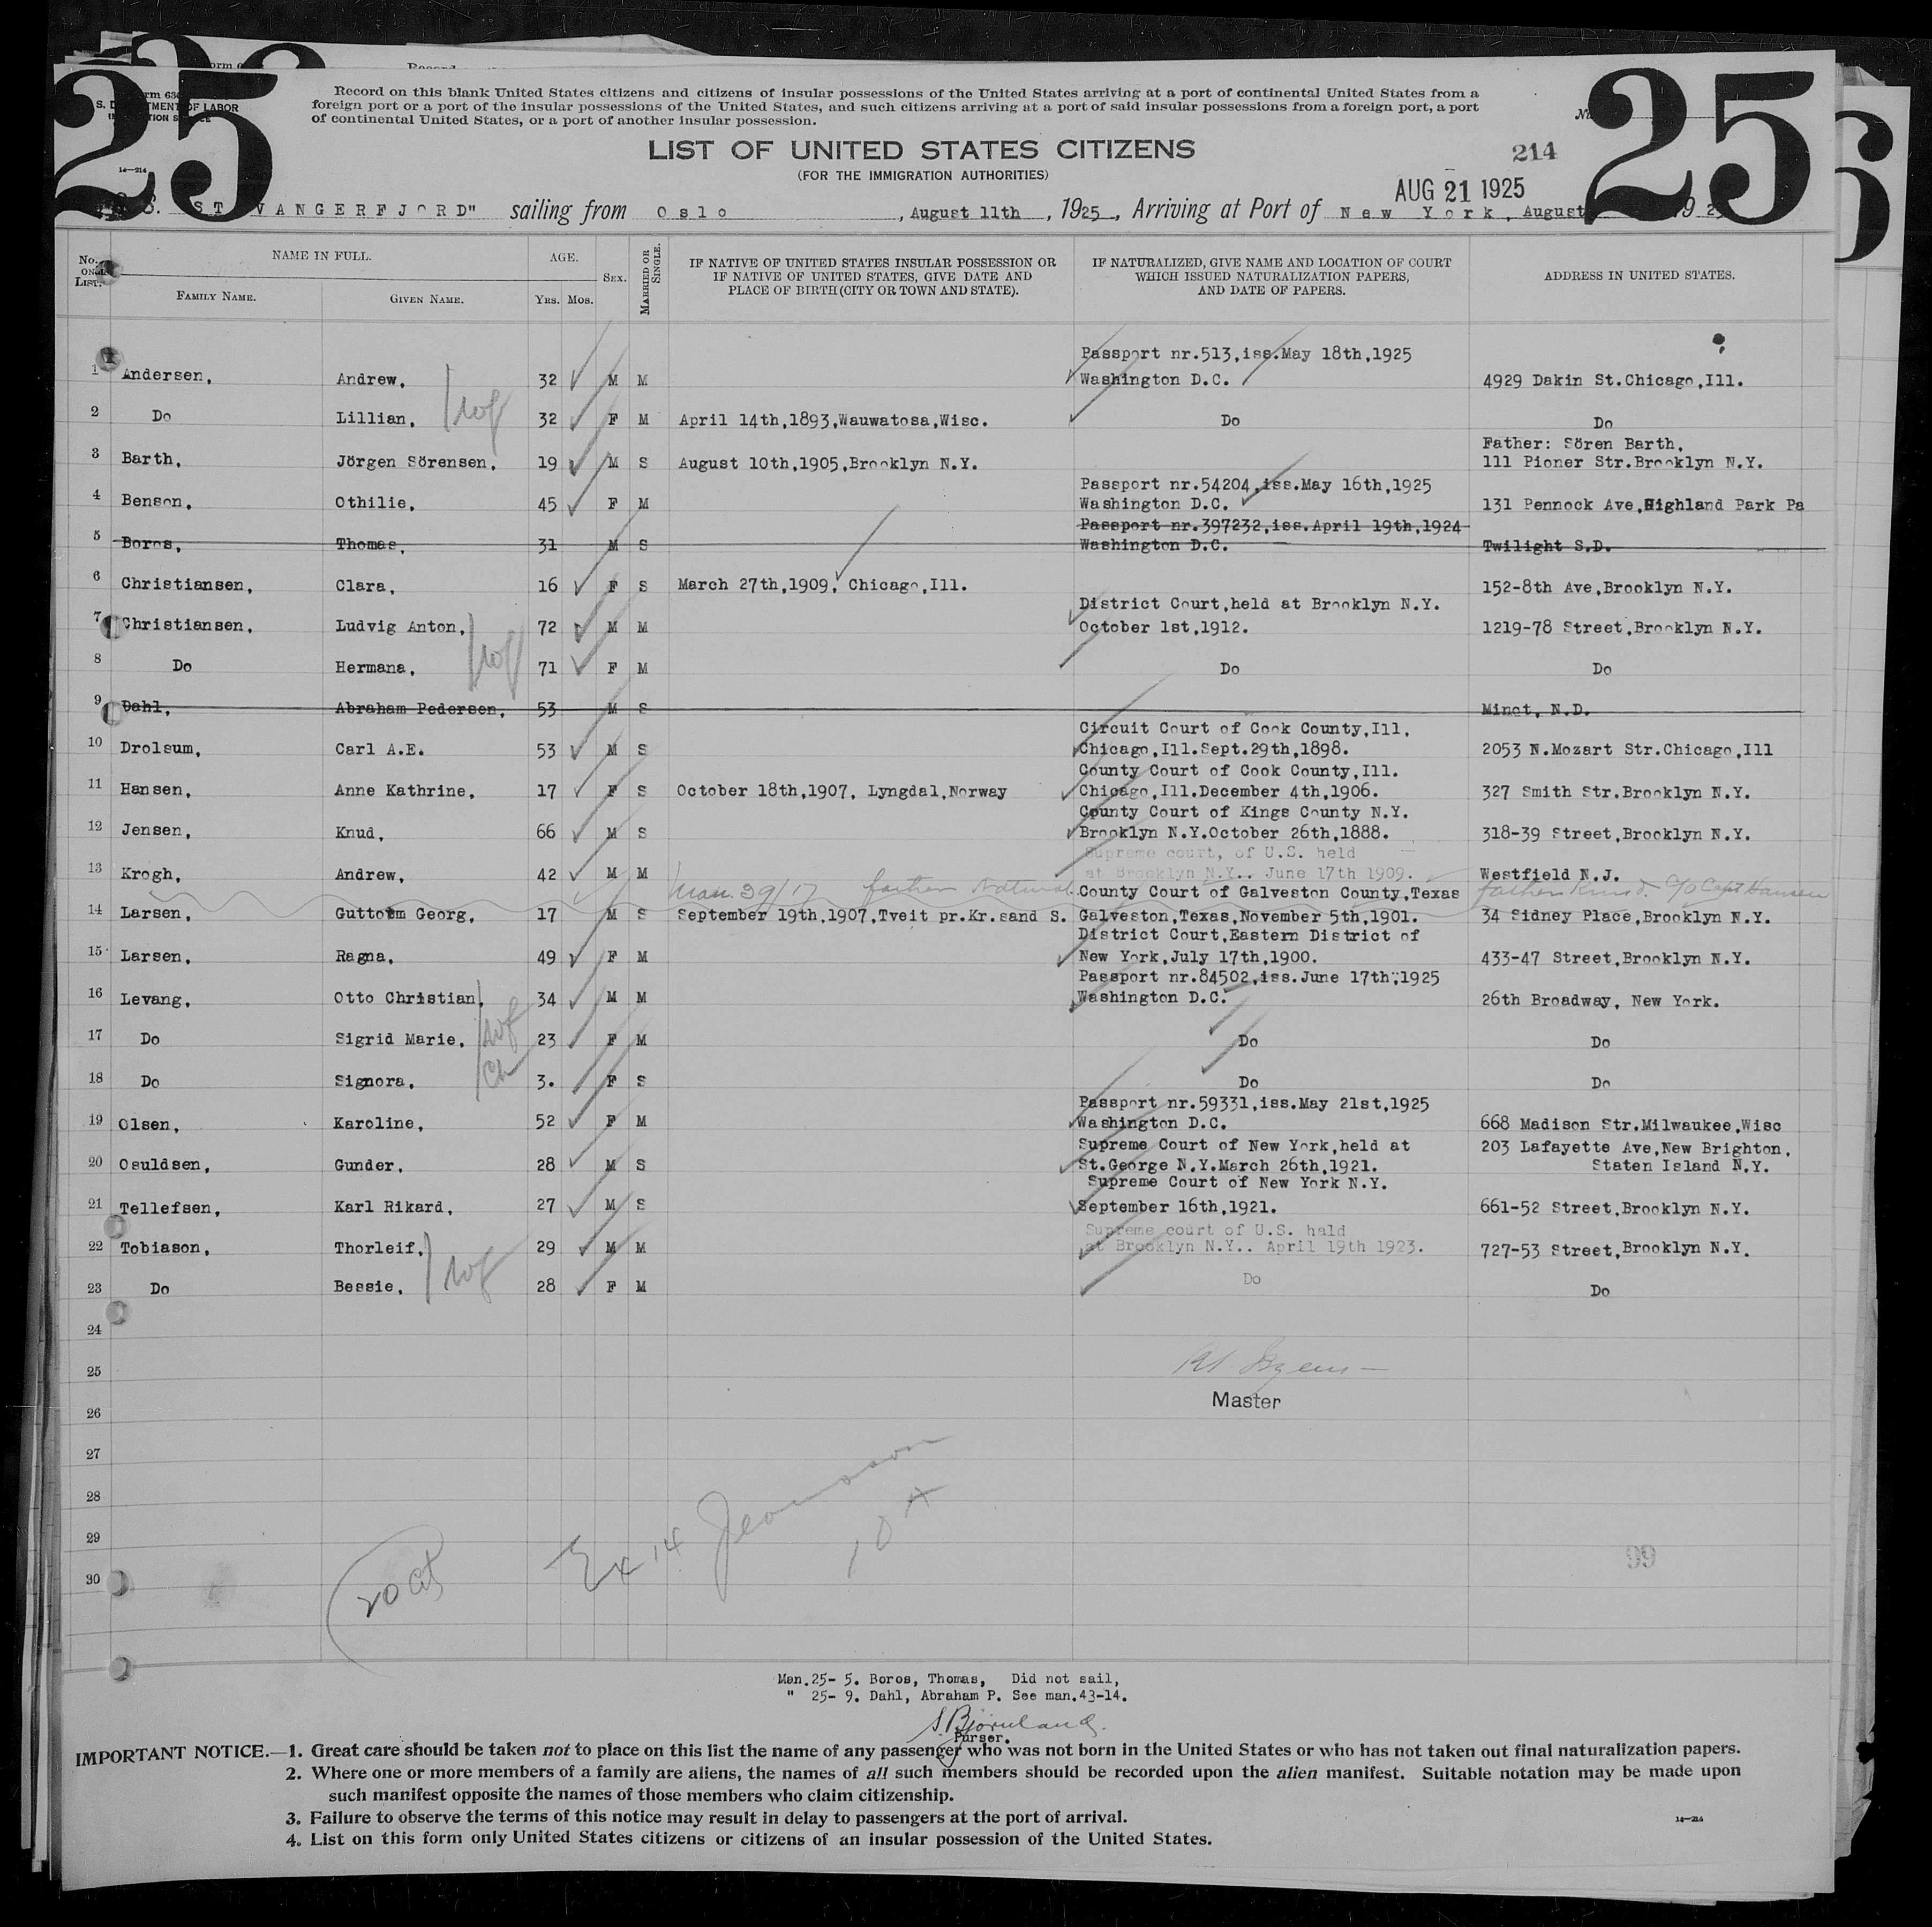 25
25
S. D
TMENT OF LABOR
Record on this blank United States citizens and citizens of insular possessions of the United States arriving at a port of continental United States from a
foreign port or a port of the insular possessions of the United States, and such citizens arriving at a port of said insular possessions from a foreign port, a port
of continental United States, or a port of another insular possession.
LIST OF UNITED STATES CITIZENS
(FOR THE IMMIGRATION AUTHORITIES)
214
14—214
AUG 21 1925
S. ST VANGERFJORD" sailing from Oslo, August 11th, 1925, Arriving at Port of New York, August
No. ON LIST.
NAME IN FULL.
FAMILY NAME.
GIVEN NAME.
AGE.
YRS. MOS.
SEX.
MARRIED OR SINGLE.
IF NATIVE OF UNITED STATES INSULAR POSSESSION OR
IF NATIVE OF UNITED STATES, GIVE DATE AND
PLACE OF BIRTH (CITY OR TOWN AND STATE).
IF NATURALIZED, GIVE NAME AND LOCATION OF COURT
WHICH ISSUED NATURALIZATION PAPERS,
AND DATE OF PAPERS.
ADDRESS IN UNITED STATES.
Passport nr.513,iss.May 18th,1925
1 Andersen, Andrew, 32 M M Washington D.C. 4929 Dakin St.Chicago,Ill.
2 Do Lillian, 32 F M April 14th,1893,Wauwatosa,Wisc. Do Do
wf
Father: Sören Barth,
3 Barth, Jörgen Sörensen, 19 M S August 10th,1905,Brooklyn N.Y. 111 Pioner Str.Brooklyn N.Y.
Passport nr.54204,iss.May 16th,1925
4 Benson, Othilie, 45 F M Washington D.C. 131 Pennock Ave,Highland Park Pa
Passport nr.397232,iss.April 19th,1924
5 Boros, Thomas, 31 M S Washington D.C. Twilight S.D.
6 Christiansen, Clara, 16 F S March 27th,1909, Chicago,Ill. 152-8th Ave,Brooklyn N.Y.
District Court,held at Brooklyn N.Y.
7 Christiansen, Ludvig Anton, 72 M M October 1st,1912. 1219-78 Street,Brooklyn N.Y.
8 Do Hermana, 71 F M Do Do
wf
9 Dahl, Abraham Pedersen, 53 M S Minot, N.D.
Circuit Court of Cook County,Ill,
10 Drolsum, Carl A.E. 53 M S Chicago,Ill.Sept.29th,1898. 2053 N.Mozart Str.Chicago,Ill
County Court of Cook County,Ill.
11 Hansen, Anne Kathrine, 17 F S October 18th,1907, Lyngdal,Norway Chicago,Ill.December 4th,1906. 327 Smith Str.Brooklyn N.Y.
County Court of Kings County N.Y.
12 Jensen, Knud, 66 M S Brooklyn N.Y.October 26th,1888. 318-39 Street,Brooklyn N.Y.
Supreme court, of U.S. held
13 Krogh, Andrew, 42 M M at Brooklyn N.Y.. June 17th 1909. Westfield N.J.
Man. 39/17 father Natural. County Court of Galveston County,Texas father c/o Capt Hansen
14 Larsen, Guttorm Georg, 17 M S September 19th,1907,Tveit pr.Kr.sand S. Galveston,Texas,November 5th,1901. 34 Sidney Place,Brooklyn N.Y.
District Court,Eastern District of
15 Larsen, Ragna, 49 F M New York,July 17th,1900. 433-47 Street,Brooklyn N.Y.
Passport nr.84502,iss.June 17th,1925
16 Levang, Otto Christian, 34 M M Washington D.C. 26th Broadway, New York.
17 Do Sigrid Marie, 23 F M Do Do
wf
ch
18 Do Signora, 3. F S Do Do
Passport nr.59331,iss.May 21st,1925
19 Olsen, Karoline, 52 F M Washington D.C. 668 Madison Str.Milwaukee,Wisc
Supreme Court of New York,held at 203 Lafayette Ave,New Brighton,
20 Osuldsen, Gunder, 28 M S St.George N.Y.March 26th,1921. Staten Island N.Y.
Supreme Court of New York N.Y.
21 Tellefsen, Karl Rikard, 27 M S September 16th,1921. 661-52 Street,Brooklyn N.Y.
Supreme court of U.S. hald
22 Tobiason, Thorleif, 29 M M at Brooklyn N.Y.. April 19th 1923. 727-53 Street,Brooklyn N.Y.
23 Do Bessie, 28 F M Do Do
wf
24
25
26
27
28
29
30
Master
Ex 14
99
Man.25- 5. Boros, Thomas, Did not sail,
" 25- 9. Dahl, Abraham P. See man.43-14.
S. Bjørnland.
Purser.
IMPORTANT NOTICE.—1. Great care should be taken not to place on this list the name of any passenger who was not born in the United States or who has not taken out final naturalization papers.
2. Where one or more members of a family are aliens, the names of all such members should be recorded upon the alien manifest. Suitable notation may be made upon
such manifest opposite the names of those members who claim citizenship.
3. Failure to observe the terms of this notice may result in delay to passengers at the port of arrival.
4. List on this form only United States citizens or citizens of an insular possession of the United States.
14—214